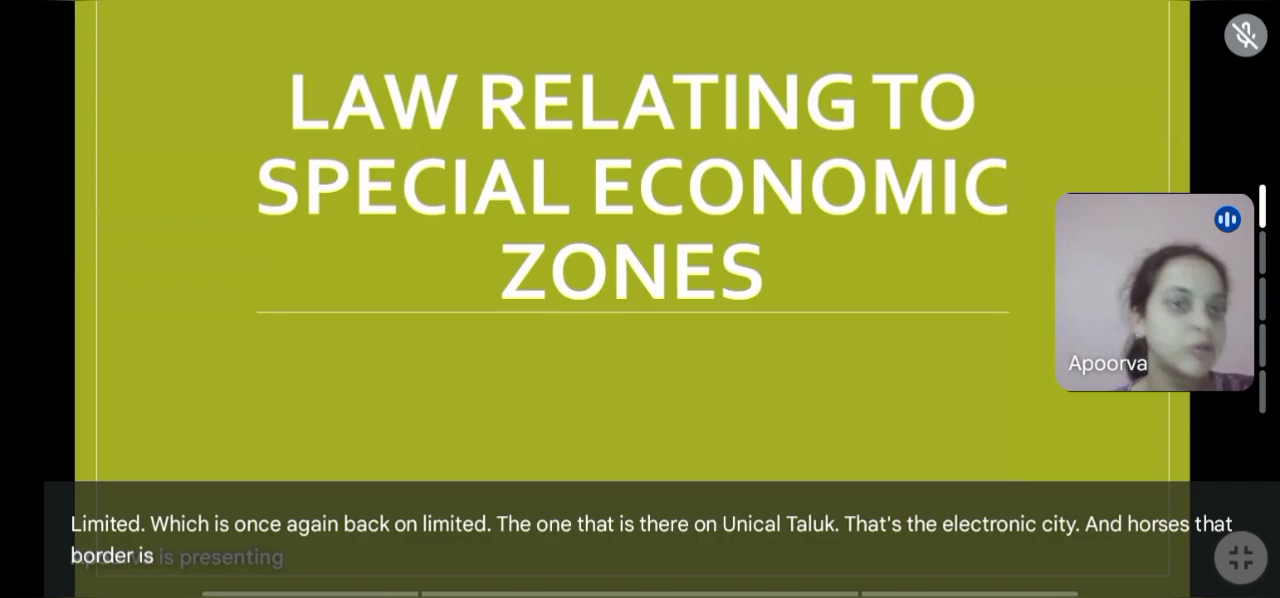 LAW RELATING TO
SPECIAL ECONOMIC
ZONES
Apoorva
Limited. Which is once again back on limited. The one that is there on Unical Taluk. That's the electronic city. And horses that
border is
is presenting